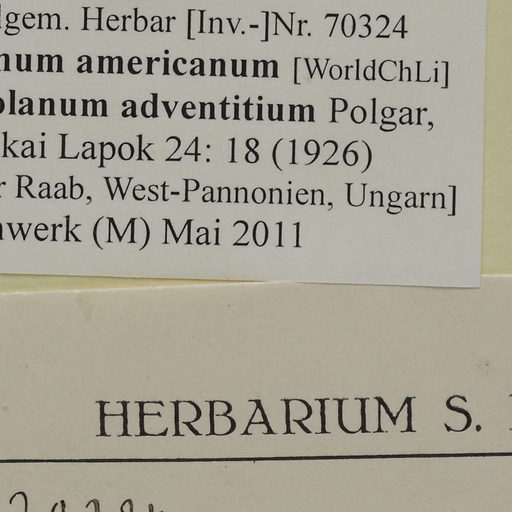 lgem. Herbar [Inv.-]Nr. 70324
num americanum [WorldChLi]
olanum adventitium Polgar,
kai Lapok 24: 18 (1926)
r Raab, West-Pannonien, Ungarn]
nwerk (M) Mai 2011
HERBARIUM S.